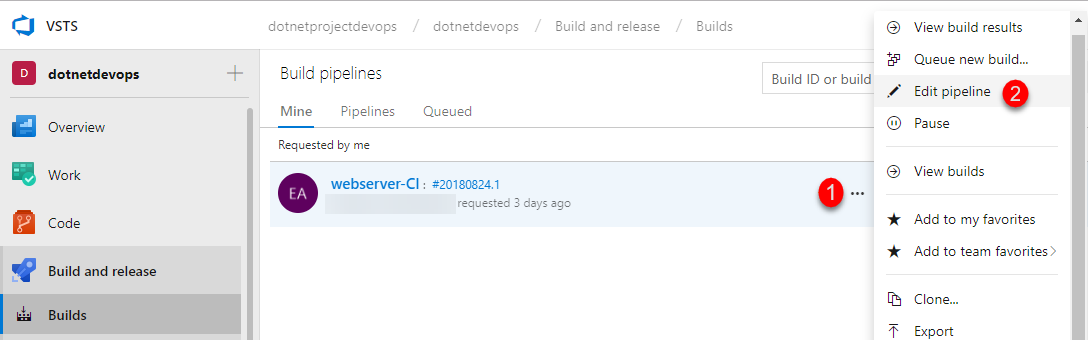 VSTS
dotnetprojectdevops / dotnetdevops / Build and release / Builds
D dotnetdevops
Overview
Work
Code
Build and release
Builds
Build pipelines
Build ID or build
Mine Pipelines Queued
Requested by me
EA
webserver-CI : #20180824.1
requested 3 days ago
1
View build results
Queue new build...
Edit pipeline 2
Pause
View builds
Add to my favorites
Add to team favorites
Clone...
Export